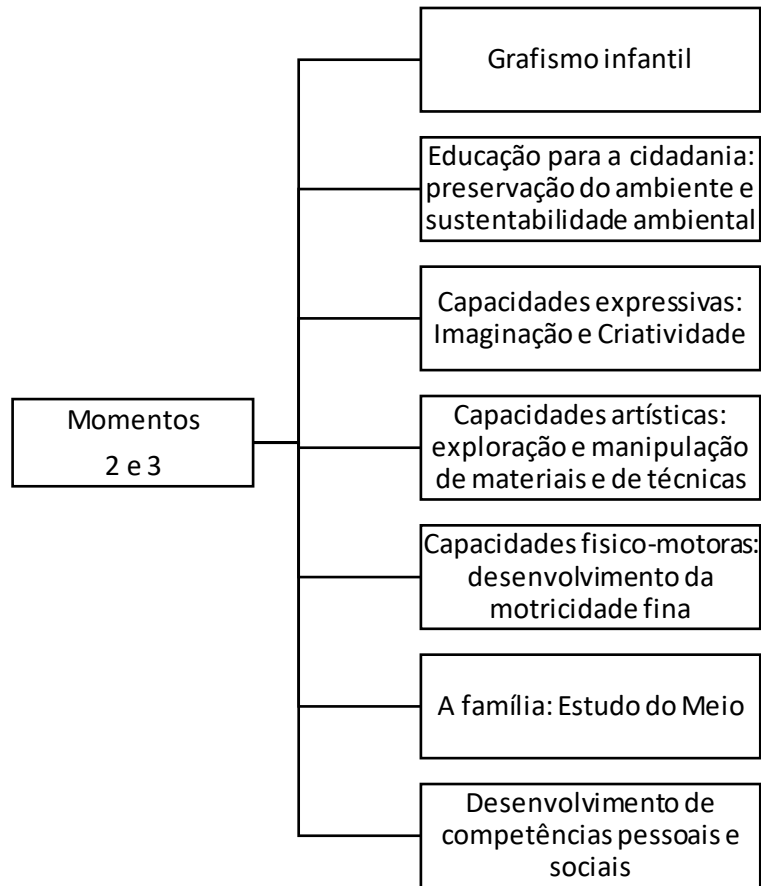 Grafismo infantil
Educação para a cidadania:
preservação do ambiente e
sustentabilidade ambiental
Capacidades expressivas:
Imaginação e Criatividade
Momentos
2 e 3
Capacidades artísticas:
exploração e manipulação
de materiais e de técnicas
Capacidades fisico-motoras:
desenvolvimento da
motricidade fina
A família: Estudo do Meio
Desenvolvimento de
competências pessoais e
sociais